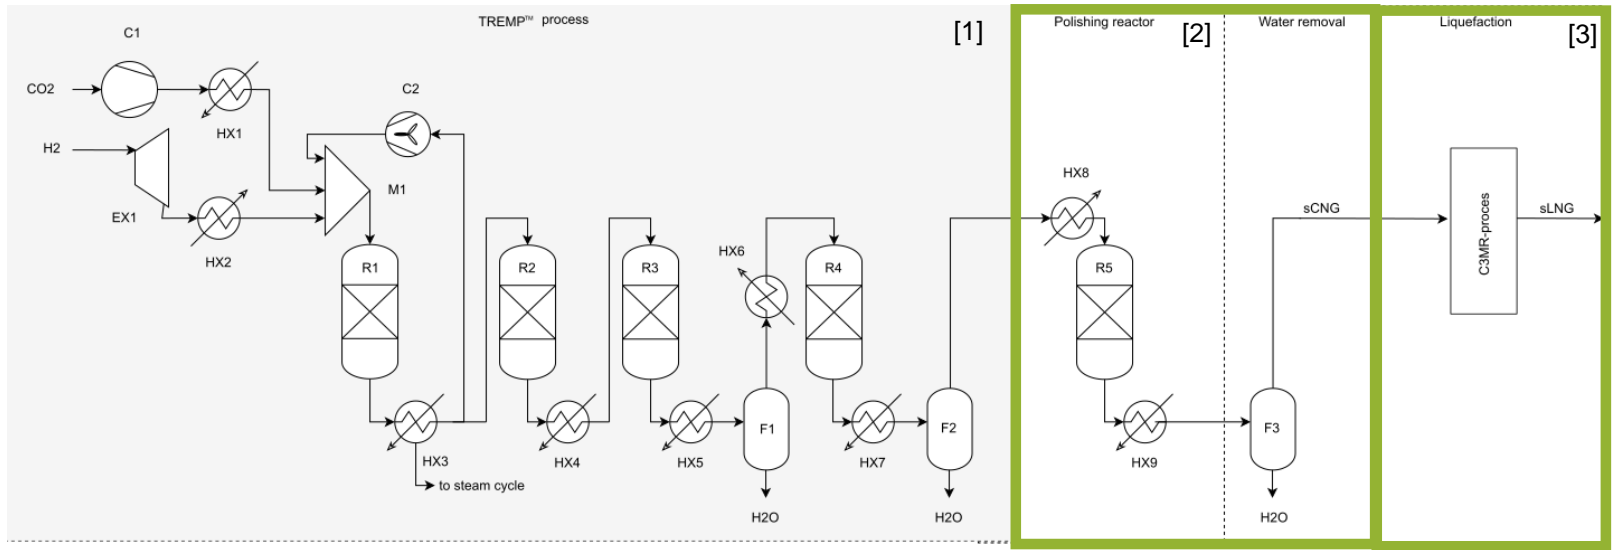 TREMP™ process
[1]
Polishing reactor
[2]
Water removal
Liquefaction
[3]
C1
CO2
HX1
C2
H2
EX1
HX2
M1
HX8
sCNG
sLNG
C3MR-proces
HX6
R1
R2
R3
R4
R5
F1
F2
F3
HX3
HX4
HX5
HX7
HX9
to steam cycle
H2O
H2O
H2O